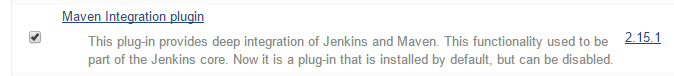 Maven Integration plugin
This plug-in provides deep integration of Jenkins and Maven. This functionality used to be 2.15.1
part of the Jenkins core. Now it is a plug-in that is installed by default, but can be disabled.